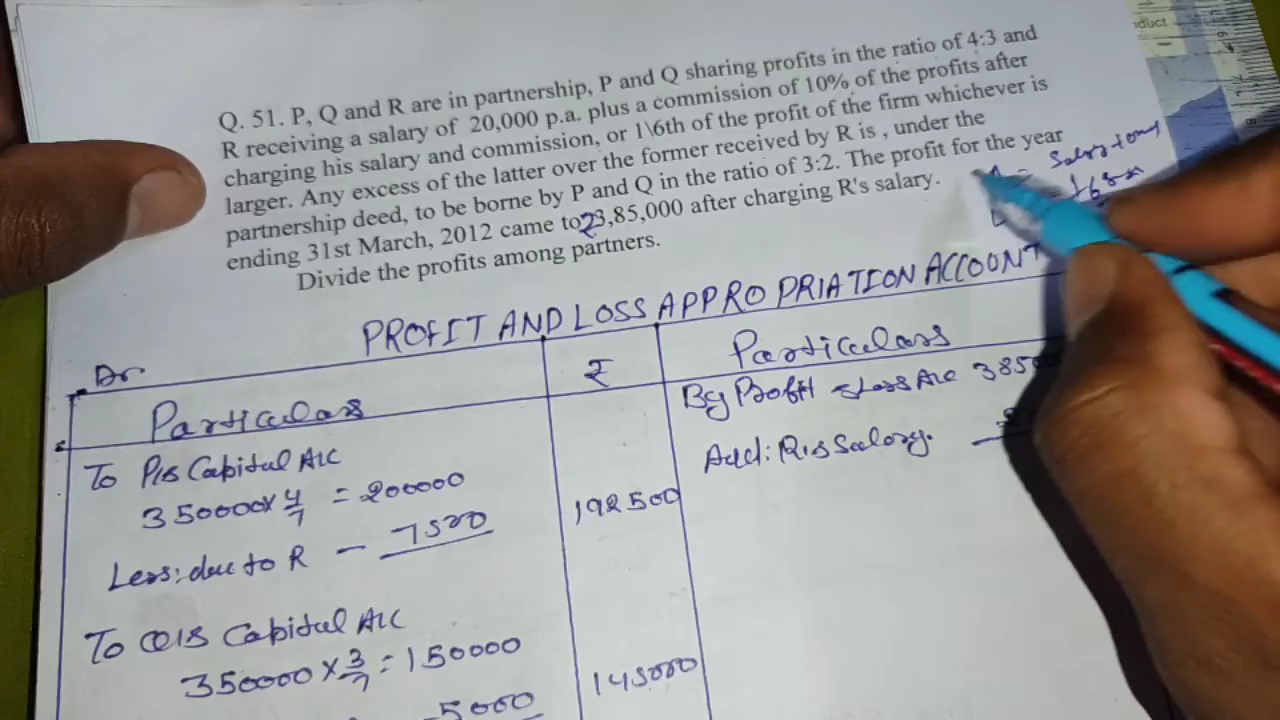 Q. 51. P, Q and R are in partnership, P and Q sharing profits in the ratio of 4:3 and
R receiving a salary of 20,000 p.a. plus a commission of 10% of the profits after
charging his salary and commission, or 1\6th of the profit of the firm whichever is
larger. Any excess of the latter over the former received by R is , under the
partnership deed, to be borne by P and Q in the ratio of 3:2. The profit for the year
ending 31st March, 2012 came to ₹3,85,000 after charging R's salary.
Divide the profits among partners.
duct
Salary + com
PROFIT AND LOSS APPROPRIATION ACCOUNT
Dr
Particulars ₹ Particulars
To P's Capital A/c
350000 × 4/7 = 200000
Less: due to R — 7500 192500
To Q's Capital A/c
350000 × 3/7 = 150000
5000 145000
By Profit & Loss A/c 3850
Add: R's Salary